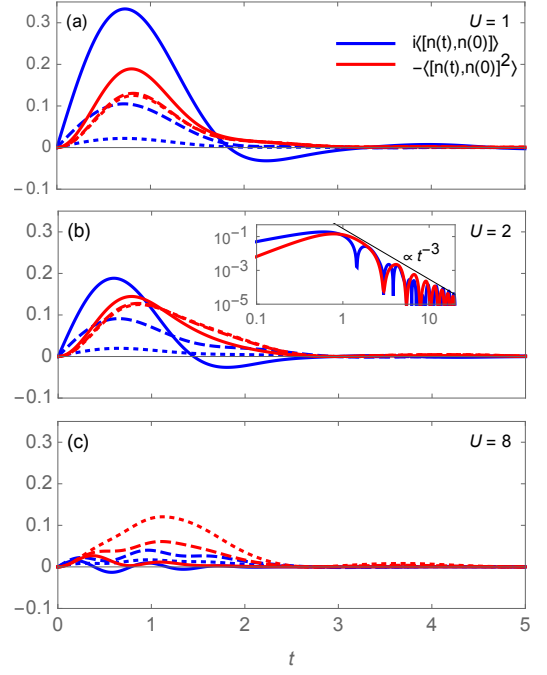 (a)
U = 1
i⟨[n(t),n(0)]⟩
−⟨[n(t),n(0)]²⟩
0.3
0.2
0.1
0
−0.1
(b)
U = 2
10⁻¹
10⁻³
10⁻⁵
∝ t⁻³
0.1 1 10
0.3
0.2
0.1
0
−0.1
(c)
U = 8
0.3
0.2
0.1
0
−0.1
0 1 2 3 4 5
t